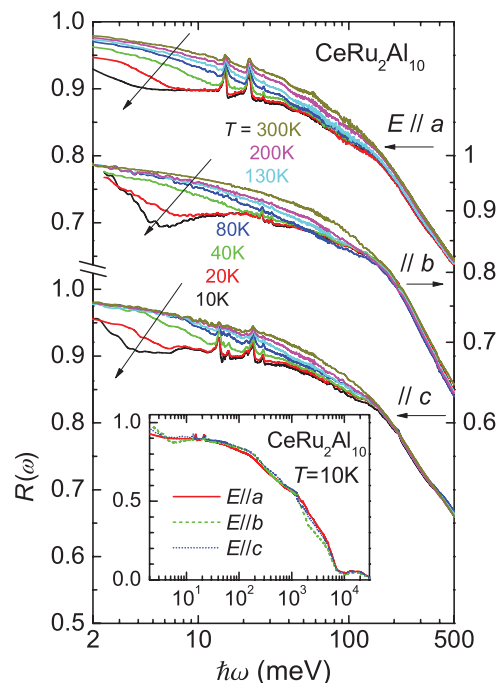 CeRu2Al10
1.0
0.9
E // a
T = 300K
200K
130K
0.8
1
0.7
// b
0.9
80K
40K
20K
10K
0.8
1.0
0.7
0.9
// c
0.6
0.8
R(ω)
1.0
CeRu2Al10
T=10K
0.7
0.5
E//a
E//b
E//c
0.6
0.0
10^1
10^2
10^3
10^4
0.5
2
10
100
500
ħω (meV)